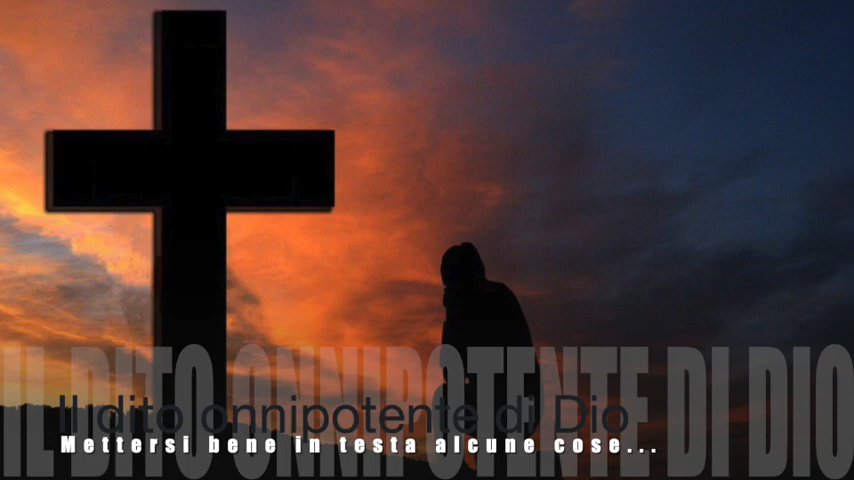 IL DITO ONNIPOTENTE DI DIO
Il dito onnipotente di Dio
Mettersi bene in testa alcune cose...